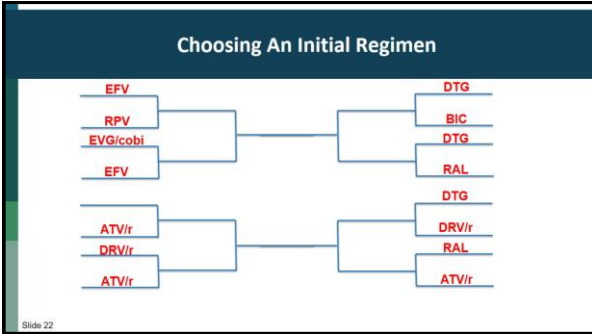 Choosing An Initial Regimen
EFV
RPV
EVG/cobi
EFV
ATV/r
DRV/r
ATV/r
DTG
BIC
DTG
RAL
DTG
DRV/r
RAL
ATV/r
Slide 22